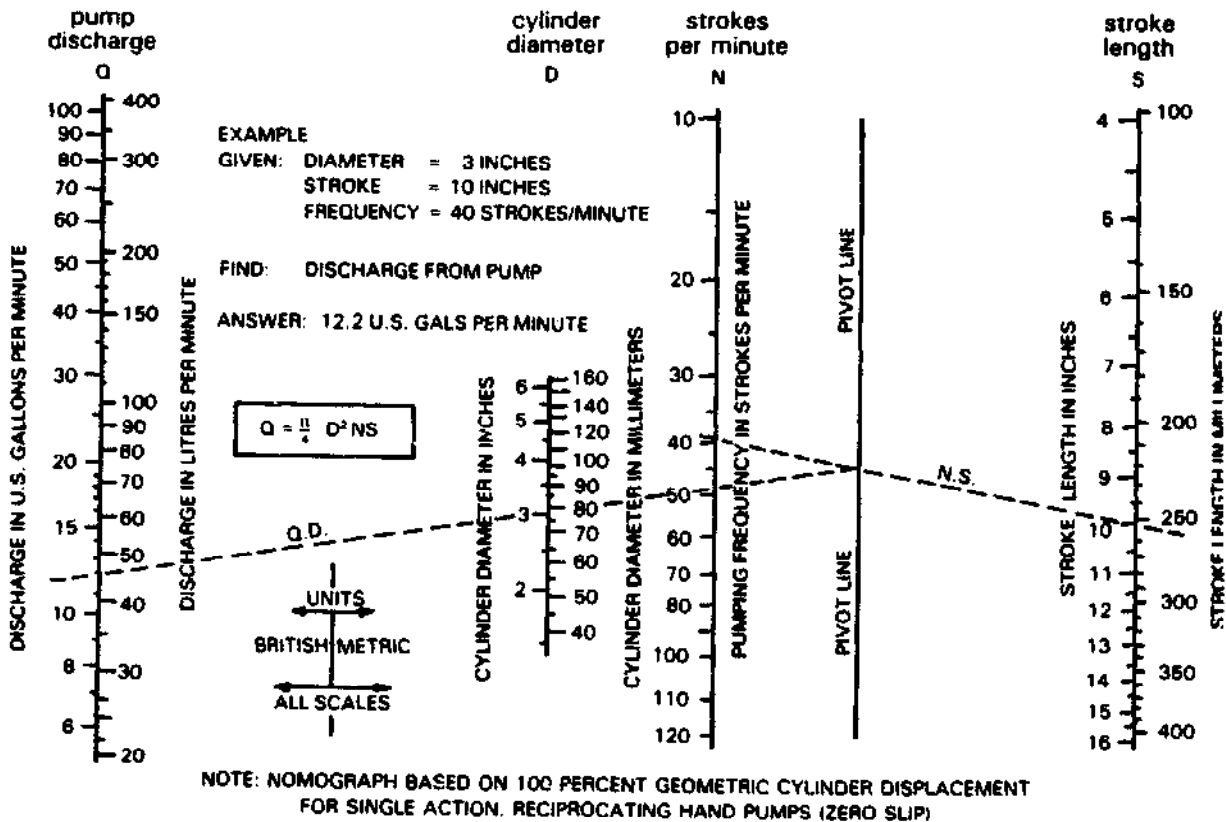 pump discharge
Q
cylinder diameter
D
strokes per minute
N
stroke length
S
EXAMPLE
GIVEN: DIAMETER = 3 INCHES
STROKE = 10 INCHES
FREQUENCY = 40 STROKES/MINUTE
FIND: DISCHARGE FROM PUMP
ANSWER: 12.2 U.S. GALS PER MINUTE
Q = π/4 D² NS
DISCHARGE IN U.S. GALLONS PER MINUTE
100
90
80
70
60
50
40
30
20
15
10
8
6
400
300
200
150
100
90
80
70
60
50
40
30
20
DISCHARGE IN LITRES PER MINUTE
Q.D.
UNITS
BRITISH METRIC
ALL SCALES
CYLINDER DIAMETER IN INCHES
6
5
4
3
2
160
140
120
100
90
80
70
60
50
40
CYLINDER DIAMETER IN MILLIMETERS
10
20
30
40
50
60
70
80
100
110
120
PUMPING FREQUENCY IN STROKES PER MINUTE
PIVOT LINE
PIVOT LINE
N.S.
STROKE LENGTH IN INCHES
4
5
6
7
8
9
10
11
12
13
14
15
16
100
150
200
250
300
350
400
STROKE LENGTH IN MILLIMETERS
NOTE: NOMOGRAPH BASED ON 100 PERCENT GEOMETRIC CYLINDER DISPLACEMENT
FOR SINGLE ACTION, RECIPROCATING HAND PUMPS (ZERO SLIP)